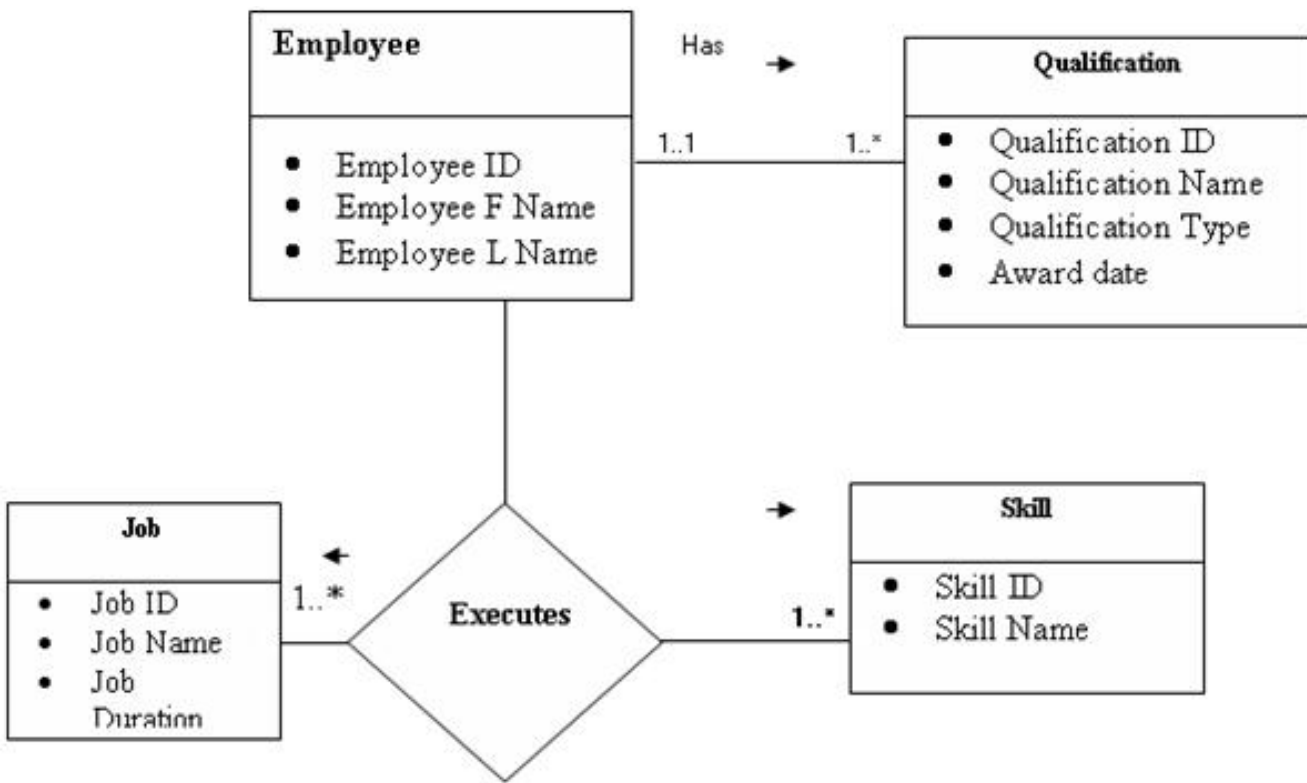 Employee
Employee ID
Employee F Name
Employee L Name
Has
1..1
1..*
Qualification
Qualification ID
Qualification Name
Qualification Type
Award date
Job
Job ID
Job Name
Job
Duration
1..*
Executes
1..*
Skill
Skill ID
Skill Name